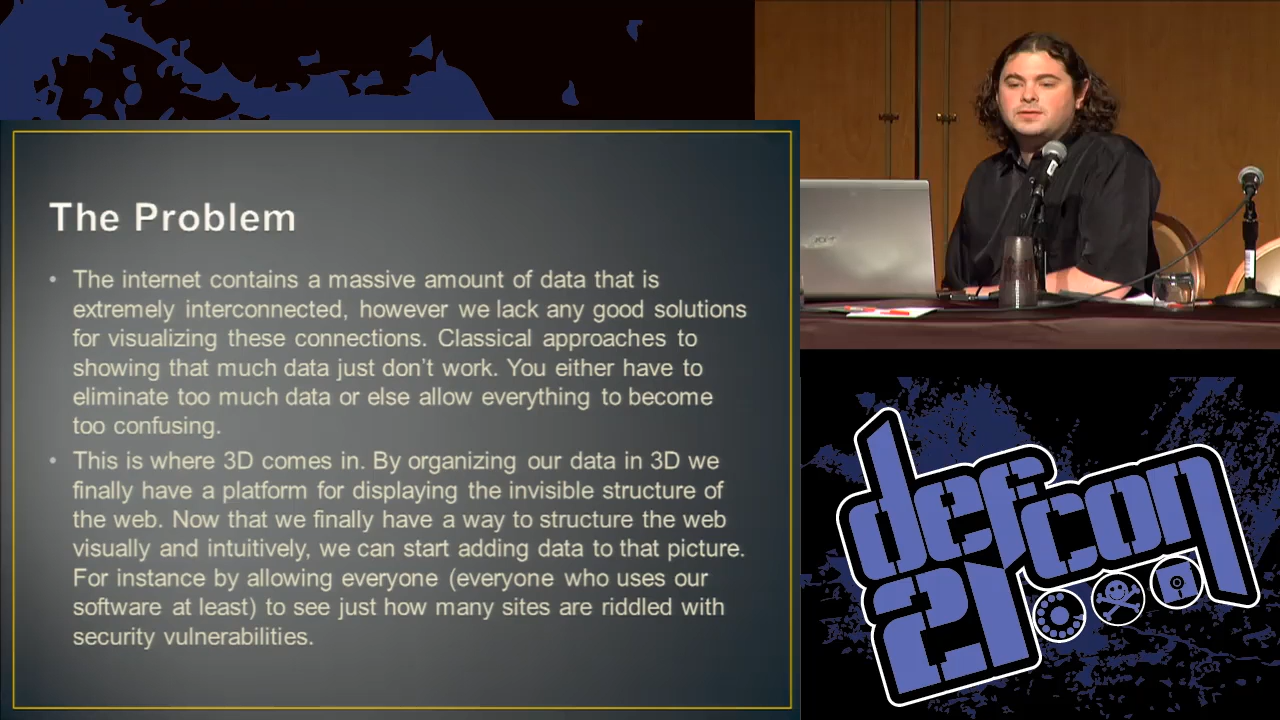 The Problem
• The internet contains a massive amount of data that is
extremely interconnected, however we lack any good solutions
for visualizing these connections. Classical approaches to
showing that much data just don't work. You either have to
eliminate too much data or else allow everything to become
too confusing.
• This is where 3D comes in. By organizing our data in 3D we
finally have a platform for displaying the invisible structure of
the web. Now that we finally have a way to structure the web
visually and intuitively, we can start adding data to that picture.
For instance by allowing everyone (everyone who uses our
software at least) to see just how many sites are riddled with
security vulnerabilities.
defcon
21